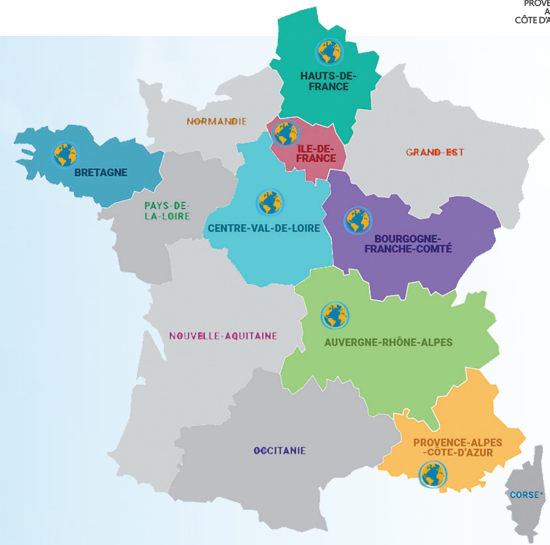 PROVE
A
CÔTE D'A
HAUTS-DE-
FRANCE
NORMANDIE
ILE-DE-
FRANCE
GRAND-EST
BRETAGNE
PAYS-DE-
LA-LOIRE
CENTRE-VAL-DE-LOIRE
BOURGOGNE-
FRANCHE-COMTÉ
NOUVELLE-AQUITAINE
AUVERGNE-RHÔNE-ALPES
OCCITANIE
PROVENCE-ALPES
-CÔTE-D'AZUR
CORSE*